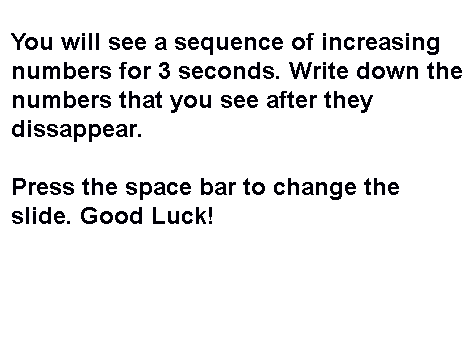 You will see a sequence of increasing
numbers for 3 seconds. Write down the
numbers that you see after they
dissappear.
Press the space bar to change the
slide. Good Luck!